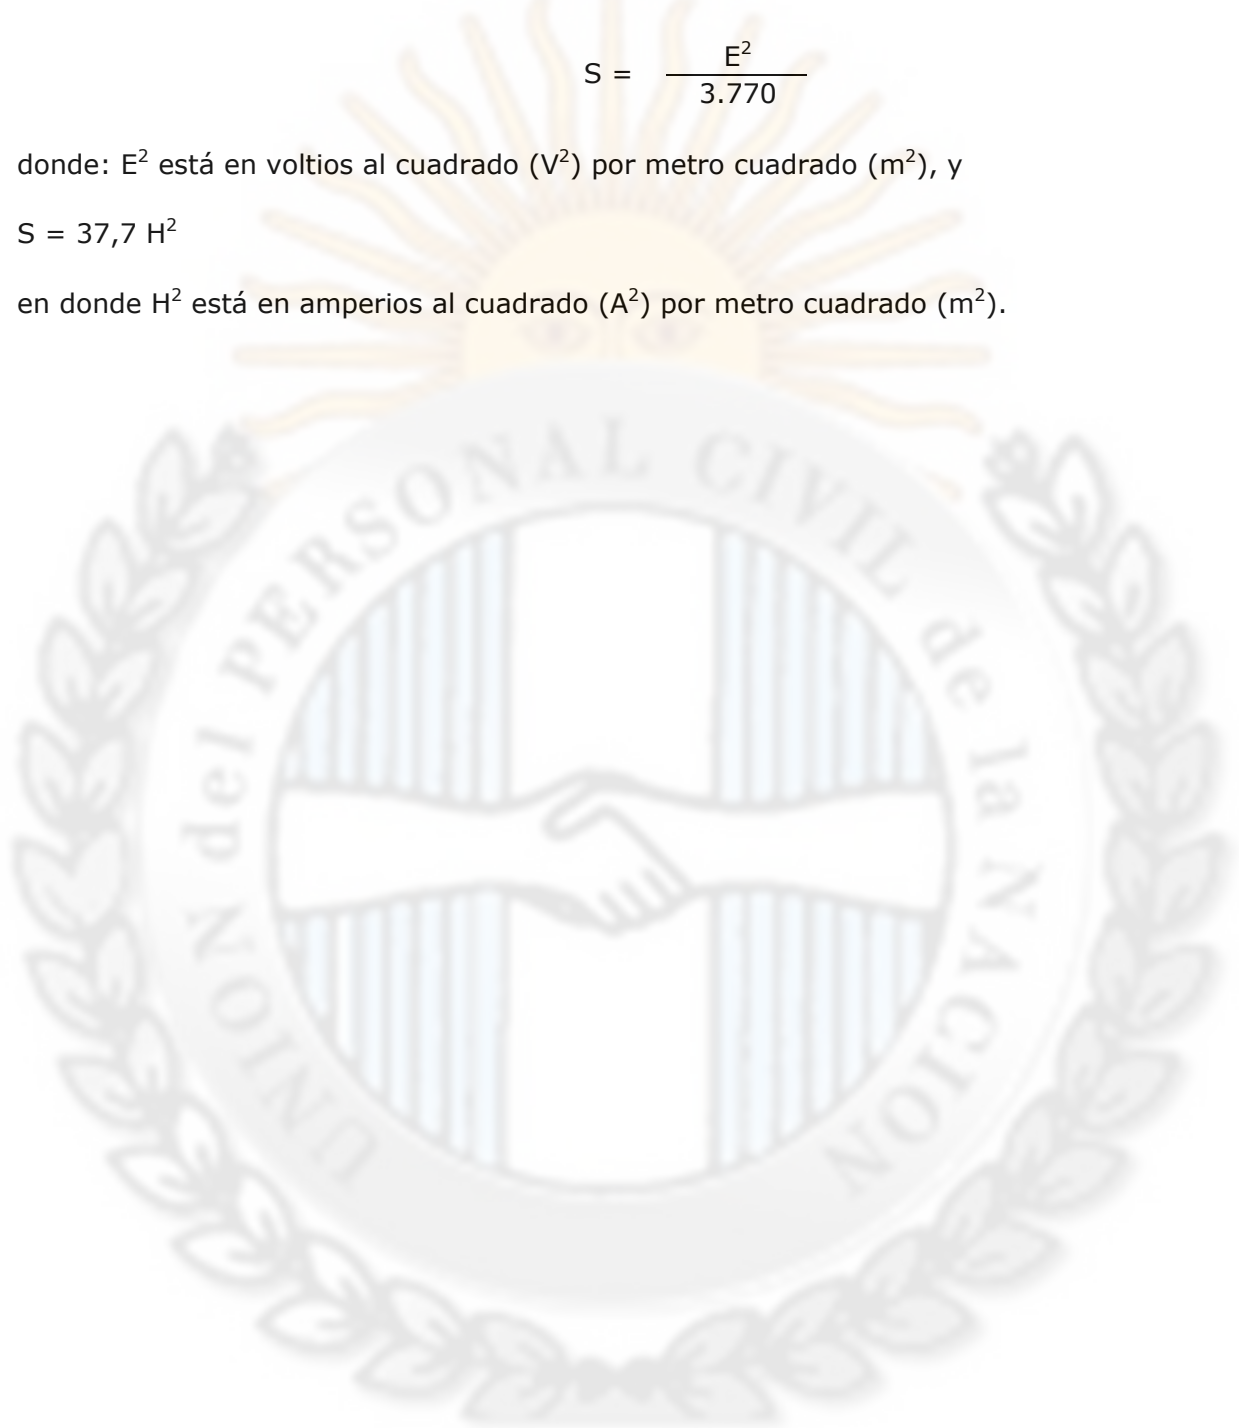 S = E² / 3.770
donde: E² está en voltios al cuadrado (V²) por metro cuadrado (m²), y
S = 37,7 H²
en donde H² está en amperios al cuadrado (A²) por metro cuadrado (m²).
UNION del PERSONAL CIVIL de la NACION